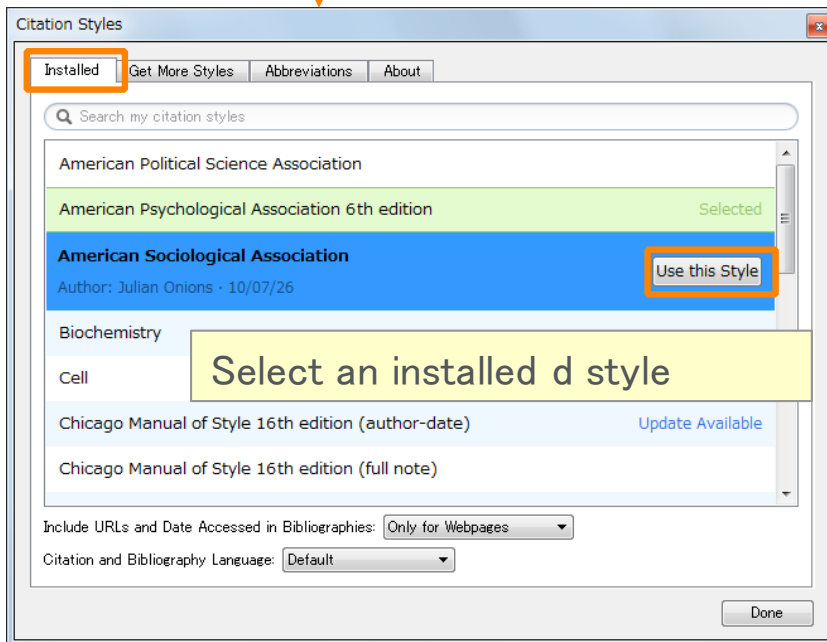 Citation Styles
x
Installed Get More Styles Abbreviations About
Search my citation styles
American Political Science Association
American Psychological Association 6th edition Selected
American Sociological Association
Author: Julian Onions · 10/07/26
Use this Style
Biochemistry
Select an installed d style
Cell
Chicago Manual of Style 16th edition (author-date) Update Available
Chicago Manual of Style 16th edition (full note)
Include URLs and Date Accessed in Bibliographies: Only for Webpages
Citation and Bibliography Language: Default
Done